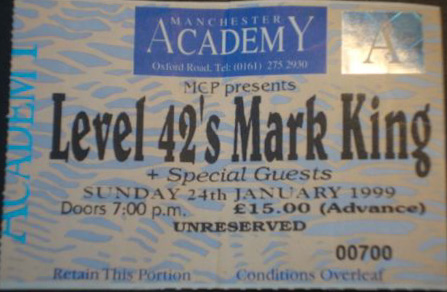 MANCHESTER
ACADEMY
Oxford Road, Tel: (0161) 275 2930
A
ACADEMY
MCP presents
Level 42's Mark King
+ Special Guests
SUNDAY 24th JANUARY 1999
Doors 7:00 p.m. £15.00 (Advance)
UNRESERVED
00700
Retain This Portion Conditions Overleaf